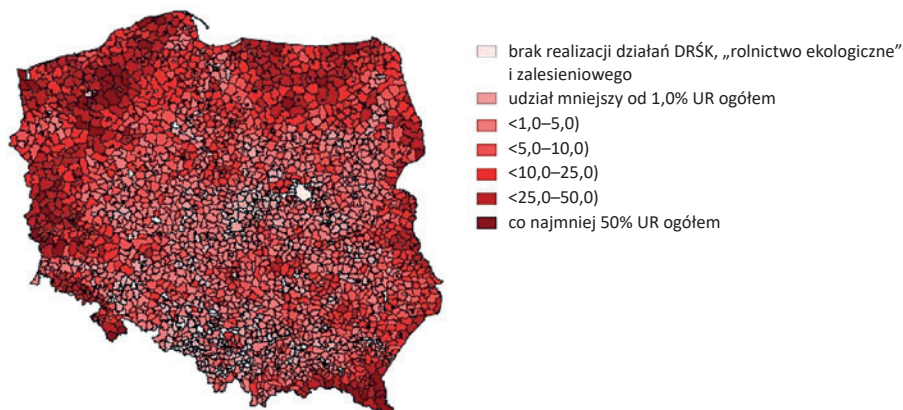 brak realizacji działań DRŚK, „rolnictwo ekologiczne”
i zalesieniowego
udział mniejszy od 1,0% UR ogółem
<1,0–5,0)
<5,0–10,0)
<10,0–25,0)
<25,0–50,0)
co najmniej 50% UR ogółem